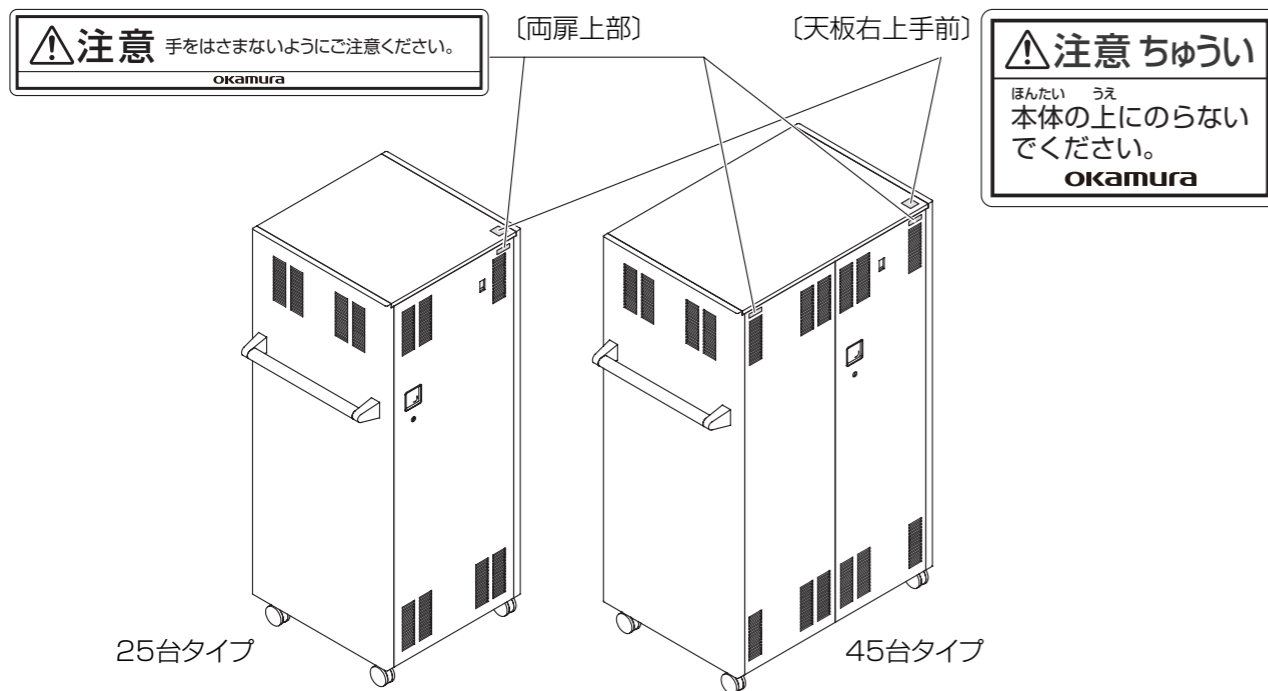 注意 手をはさまないようにご注意ください。
okamura
〔両扉上部〕
〔天板右上手前〕
注意 ちゅうい
ほんたい うえ
本体の上にのらない
でください。
okamura
25台タイプ
45台タイプ